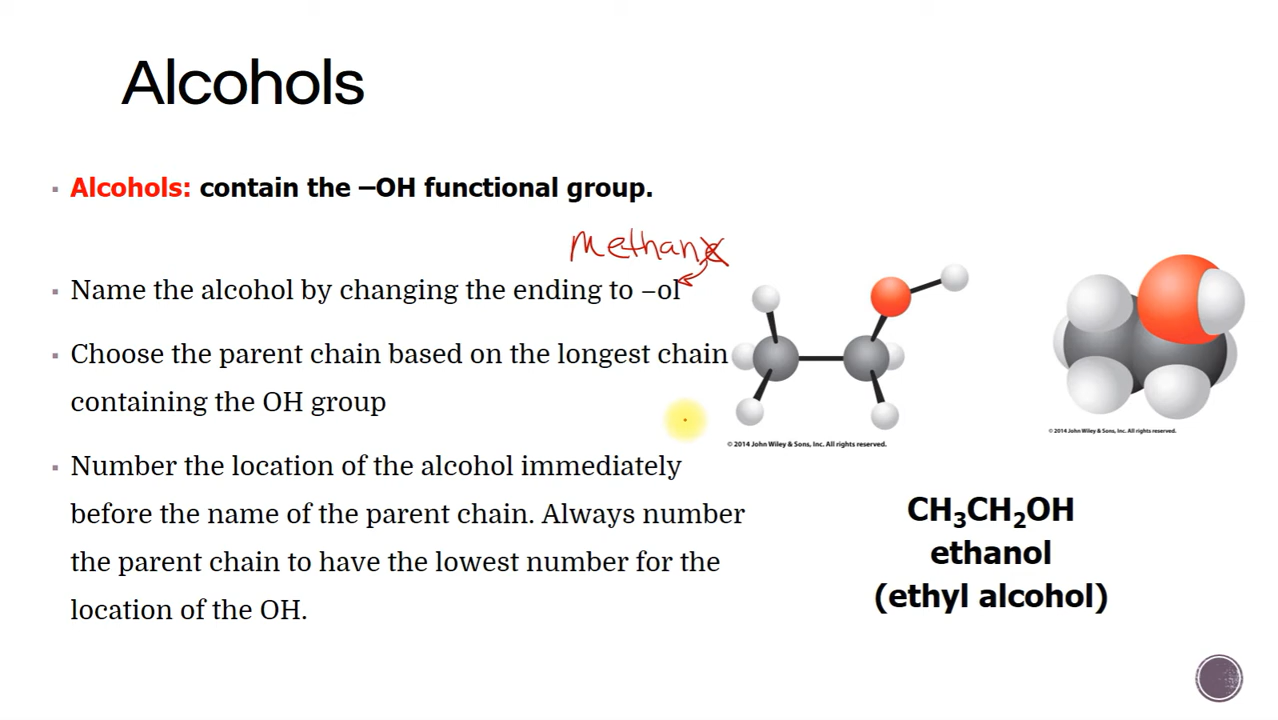 Alcohols
▪ Alcohols: contain the –OH functional group.
Methane
▪ Name the alcohol by changing the ending to –ol
▪ Choose the parent chain based on the longest chain
containing the OH group
▪ Number the location of the alcohol immediately
before the name of the parent chain. Always number
the parent chain to have the lowest number for the
location of the OH.
© 2014 John Wiley & Sons, Inc. All rights reserved.
© 2014 John Wiley & Sons, Inc. All rights reserved.
CH₃CH₂OH
ethanol
(ethyl alcohol)